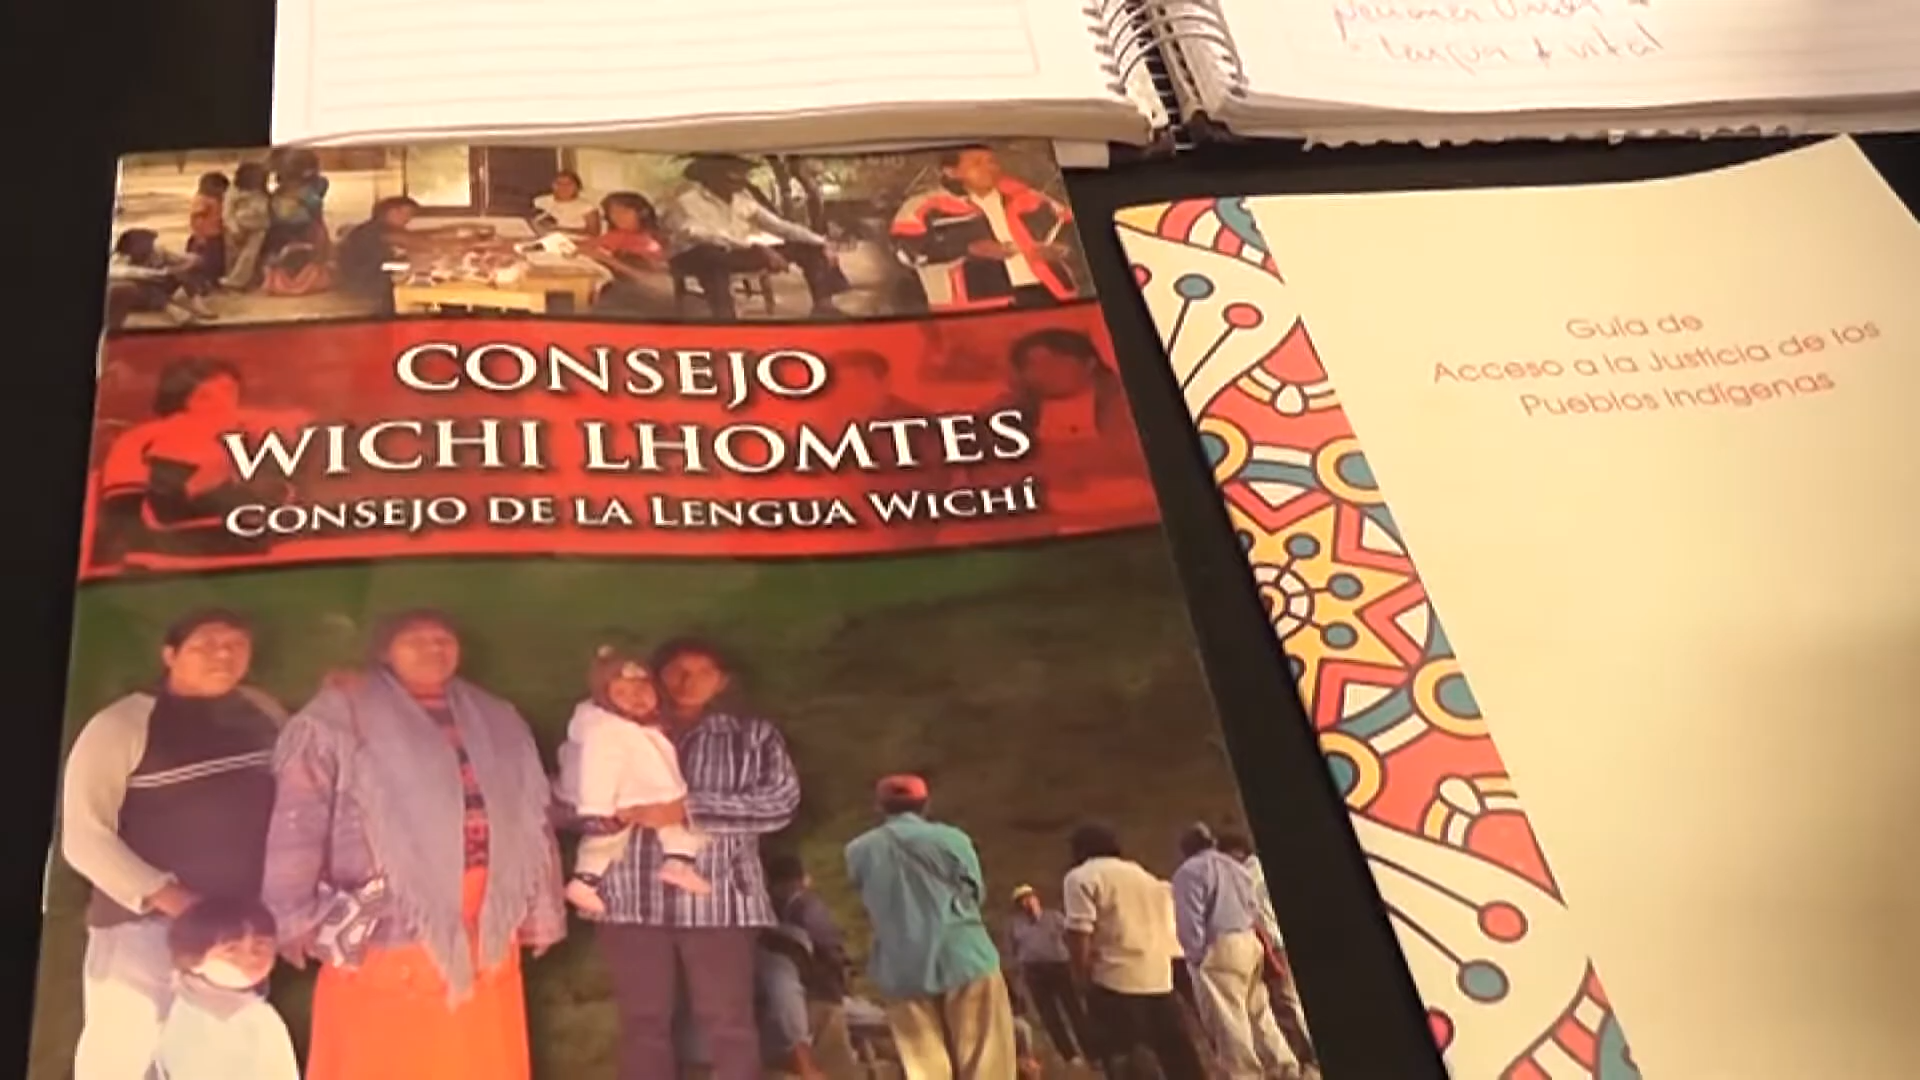 CONSEJO
WICHI LHOMTES
CONSEJO DE LA LENGUA WICHÍ
Guía de
Acceso a la Justicia de los
Pueblos Indígenas